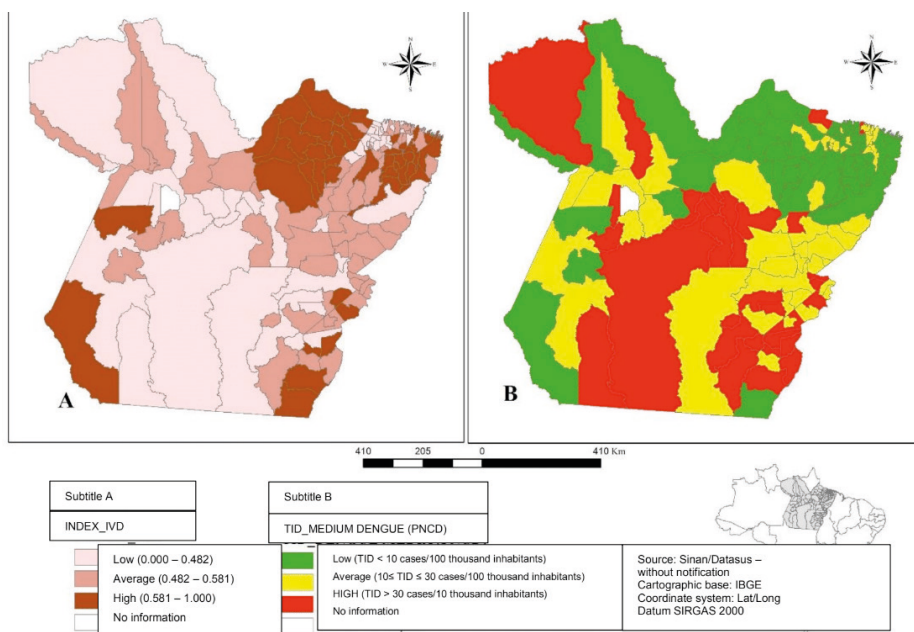 N
W
S
A
N
W
S
B
410 205 0 410 Km
Subtitle A
INDEX_IVD
Low (0.000 – 0.482)
Average (0.482 – 0.581)
High (0.581 – 1.000)
No information
Subtitle B
TID_MEDIUM DENGUE (PNCD)
Low (TID < 10 cases/100 thousand inhabitants)
Average (10≤ TID ≤ 30 cases/100 thousand inhabitants)
HIGH (TID > 30 cases/10 thousand inhabitants)
No information
Source: Sinan/Datasus –
without notification
Cartographic base: IBGE
Coordinate system: Lat/Long
Datum SIRGAS 2000